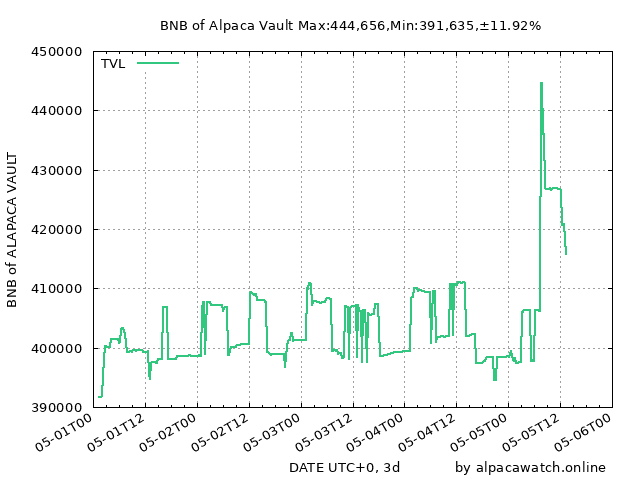 BNB of Alpaca Vault Max:444,656,Min:391,635,±11.92%
TVL
BNB of ALAPACA VAULT
450000
440000
430000
420000
410000
400000
390000
05-01T00
05-01T12
05-02T00
05-02T12
05-03T00
05-03T12
05-04T00
05-04T12
05-05T00
05-05T12
05-06T00
DATE UTC+0, 3d
by alpacawatch.online